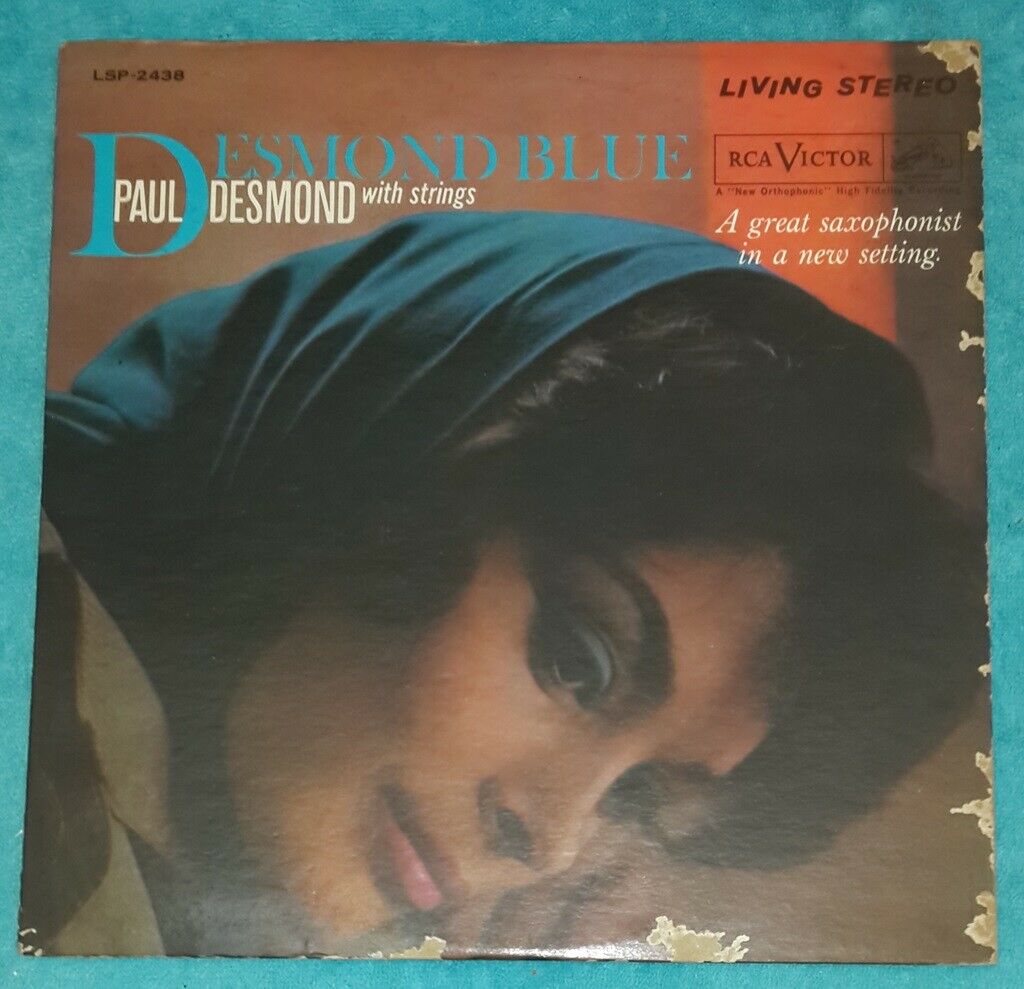 LSP-2438
LIVING STEREO
DESMOND BLUE
PAUL DESMOND with strings
RCA VICTOR
A "New Orthophonic" High Fidelity Recording
A great saxophonist
in a new setting.